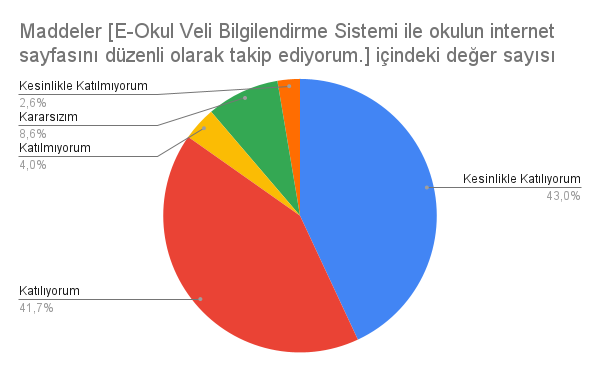 Maddeler [E-Okul Veli Bilgilendirme Sistemi ile okulun internet
sayfasını düzenli olarak takip ediyorum.] içindeki değer sayısı
Kesinlikle Katılmıyorum
2,6%
Kararsızım
8,6%
Katılmıyorum
4,0%
Kesinlikle Katılıyorum
43,0%
Katılıyorum
41,7%